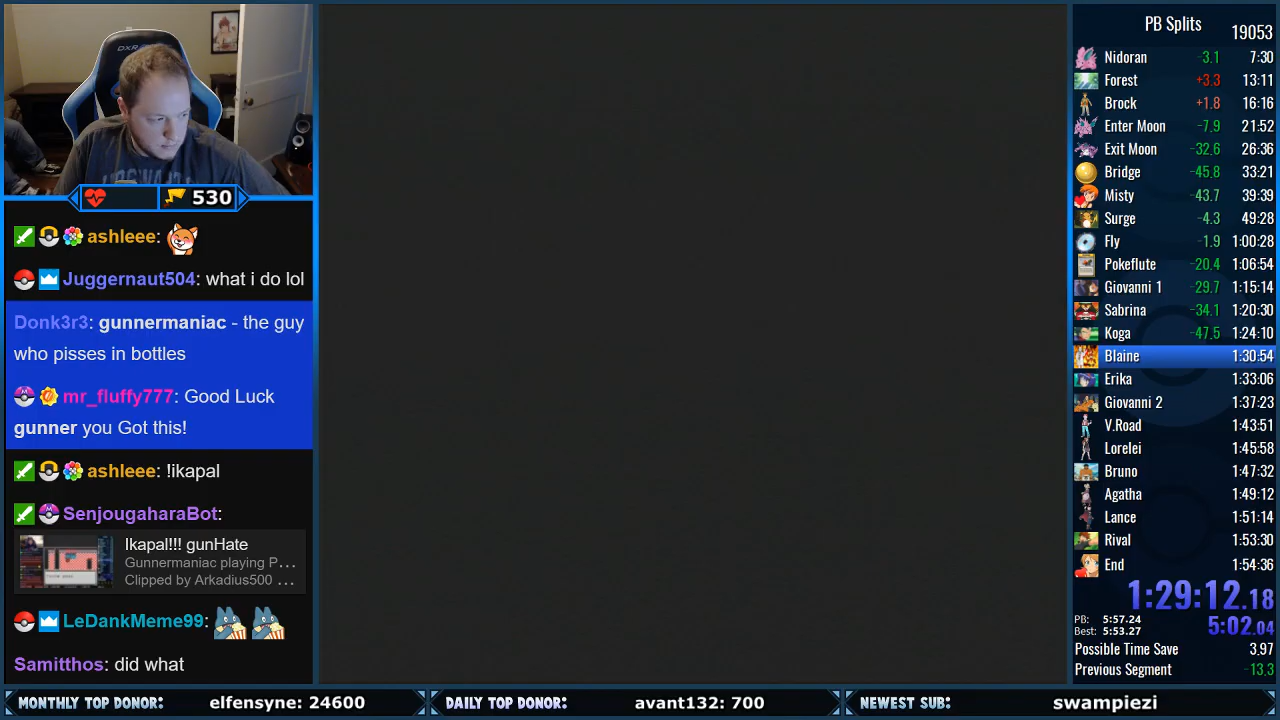 DXR
530
ashleee:
Juggernaut504: what i do lol
Donk3r3: gunnermaniac - the guy
who pisses in bottles
mr_fluffy777: Good Luck
gunner you Got this!
ashleee: !ikapal
SenjougaharaBot:
Ikapal!!! gunHate
Gunnermaniac playing P...
Clipped by Arkadius500 ...
LeDankMeme99:
Samitthos: did what
PB Splits 19053
Nidoran -3.1 7:30
Forest +3.3 13:11
Brock +1.8 16:16
Enter Moon -7.9 21:52
Exit Moon -32.6 26:36
Bridge -45.8 33:21
Misty -43.7 39:39
Surge -4.3 49:28
Fly -1.9 1:00:28
Pokeflute -20.4 1:06:54
Giovanni 1 -29.7 1:15:14
Sabrina -34.1 1:20:30
Koga -47.5 1:24:10
Blaine 1:30:54
Erika 1:33:06
Giovanni 2 1:37:23
V.Road 1:43:51
Lorelei 1:45:58
Bruno 1:47:32
Agatha 1:49:12
Lance 1:51:14
Rival 1:53:30
End 1:54:36
1:29:12.18
PB: 5:57.24
Best: 5:53.27
5:02.04
Possible Time Save 3.97
Previous Segment -13.3
MONTHLY TOP DONOR: elfensyne: 24600
DAILY TOP DONOR: avant132: 700
NEWEST SUB: swampiezi